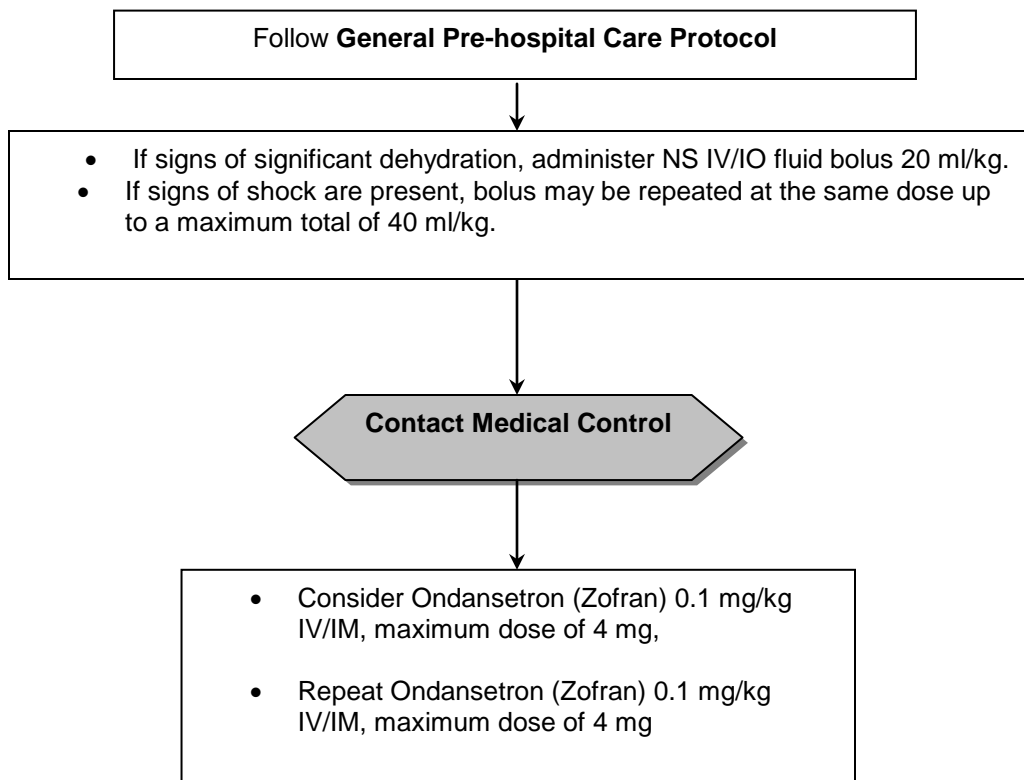 Follow General Pre-hospital Care Protocol
• If signs of significant dehydration, administer NS IV/IO fluid bolus 20 ml/kg.
• If signs of shock are present, bolus may be repeated at the same dose up
to a maximum total of 40 ml/kg.
Contact Medical Control
• Consider Ondansetron (Zofran) 0.1 mg/kg
IV/IM, maximum dose of 4 mg,
• Repeat Ondansetron (Zofran) 0.1 mg/kg
IV/IM, maximum dose of 4 mg